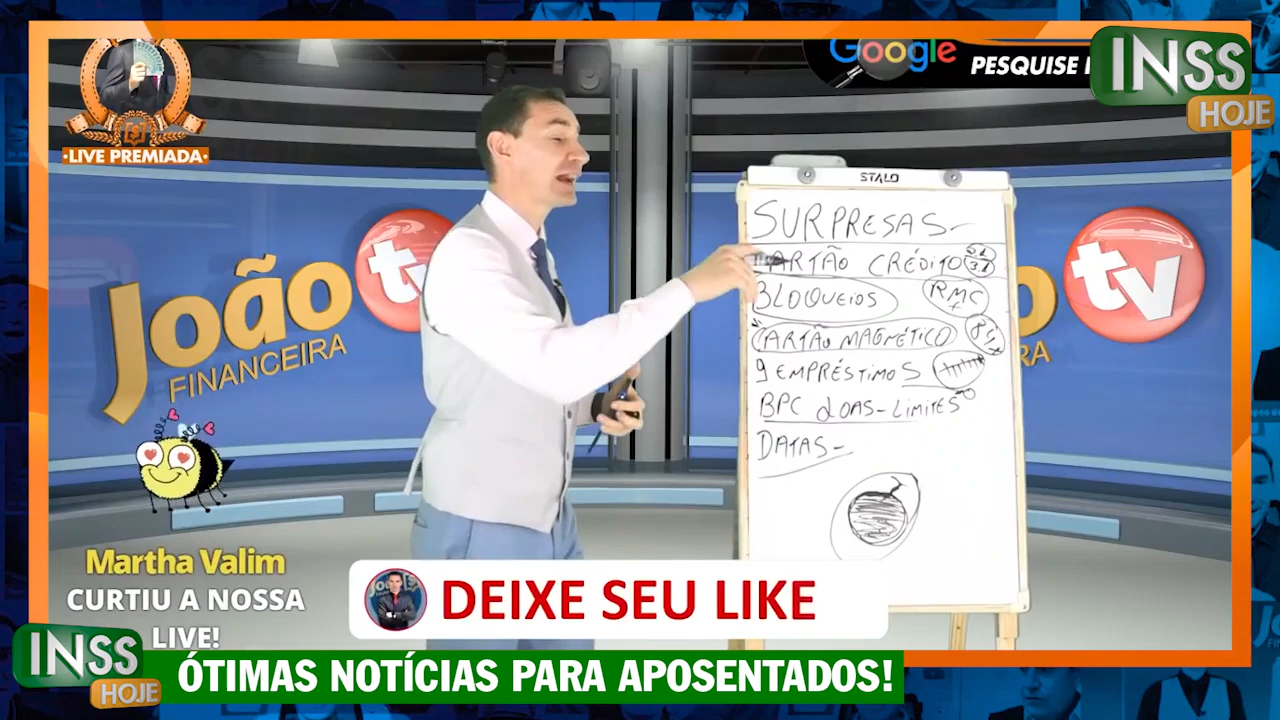 LIVE PREMIADA
Google
PESQUISE
INSS
HOJE
STALO
SURPRESAS-
CARTÃO CRÉDITO
BLOQUEIOS RMC
CARTÃO MAGNÉTICO
9 EMPRÉSTIMOS
BPC LOAS-LIMITES
DATAS-
João tv
FINANCEIRA
tv
Martha Valim
CURTIU A NOSSA
LIVE!
DEIXE SEU LIKE
INSS
HOJE
ÓTIMAS NOTÍCIAS PARA APOSENTADOS!